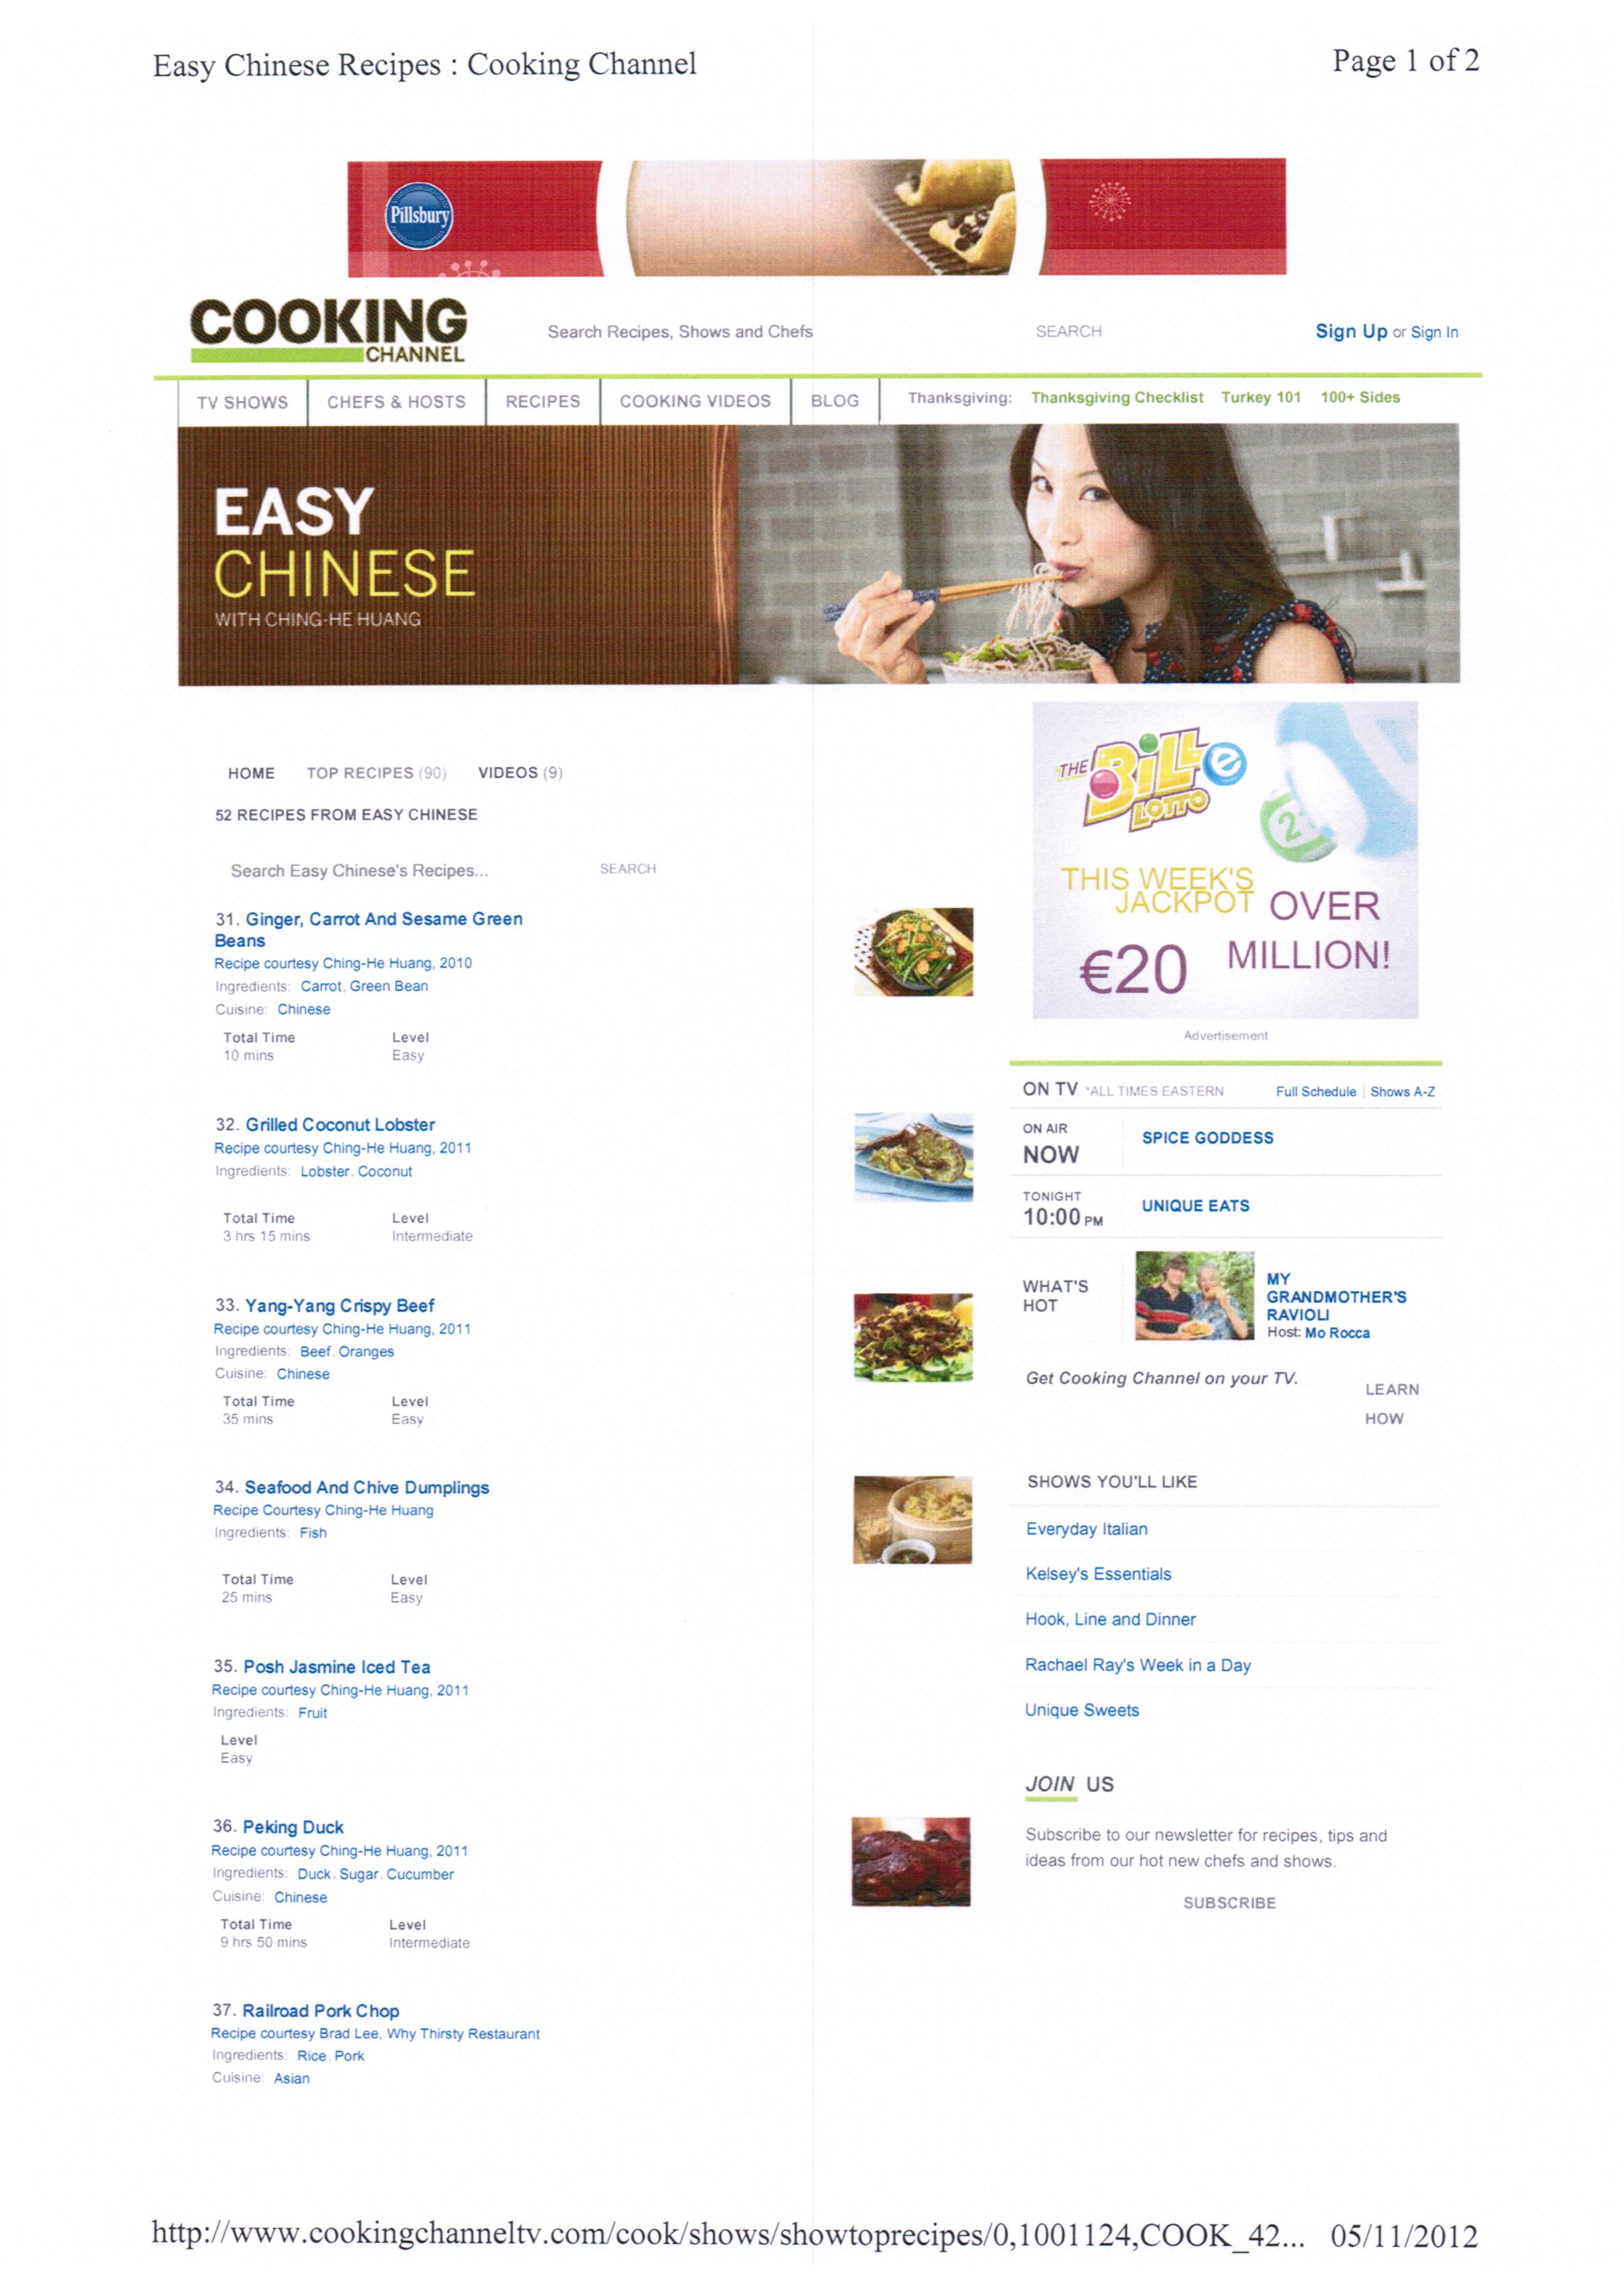 Easy Chinese Recipes : Cooking Channel
Page 1 of 2
Pillsbury
COOKING
CHANNEL
Search Recipes, Shows and Chefs
SEARCH
Sign Up or Sign In
TV SHOWS
CHEFS & HOSTS
RECIPES
COOKING VIDEOS
BLOG
Thanksgiving: Thanksgiving Checklist Turkey 101 100+ Sides
EASY
CHINESE
WITH CHING-HE HUANG
HOME TOP RECIPES (90) VIDEOS (9)
52 RECIPES FROM EASY CHINESE
Search Easy Chinese's Recipes...
SEARCH
31. Ginger, Carrot And Sesame Green
Beans
Recipe courtesy Ching-He Huang, 2010
Ingredients: Carrot, Green Bean
Cuisine: Chinese
Total Time Level
10 mins Easy
32. Grilled Coconut Lobster
Recipe courtesy Ching-He Huang, 2011
Ingredients: Lobster, Coconut
Total Time Level
3 hrs 15 mins Intermediate
33. Yang-Yang Crispy Beef
Recipe courtesy Ching-He Huang, 2011
Ingredients: Beef, Oranges
Cuisine: Chinese
Total Time Level
35 mins Easy
34. Seafood And Chive Dumplings
Recipe Courtesy Ching-He Huang
Ingredients: Fish
Total Time Level
25 mins Easy
35. Posh Jasmine Iced Tea
Recipe courtesy Ching-He Huang, 2011
Ingredients: Fruit
Level
Easy
36. Peking Duck
Recipe courtesy Ching-He Huang, 2011
Ingredients: Duck, Sugar, Cucumber
Cuisine: Chinese
Total Time Level
9 hrs 50 mins Intermediate
37. Railroad Pork Chop
Recipe courtesy Brad Lee, Why Thirsty Restaurant
Ingredients: Rice, Pork
Cuisine: Asian
THE BILLe
LOTTO
2
THIS WEEK'S
JACKPOT OVER
€20 MILLION!
Advertisement
ON TV *ALL TIMES EASTERN Full Schedule | Shows A-Z
ON AIR
NOW
SPICE GODDESS
TONIGHT
10:00 PM
UNIQUE EATS
WHAT'S
HOT
MY
GRANDMOTHER'S
RAVIOLI
Host: Mo Rocca
Get Cooking Channel on your TV.
LEARN
HOW
SHOWS YOU'LL LIKE
Everyday Italian
Kelsey's Essentials
Hook, Line and Dinner
Rachael Ray's Week in a Day
Unique Sweets
JOIN US
Subscribe to our newsletter for recipes, tips and
ideas from our hot new chefs and shows.
SUBSCRIBE
http://www.cookingchanneltv.com/cook/shows/showtoprecipes/0,1001124,COOK_42... 05/11/2012